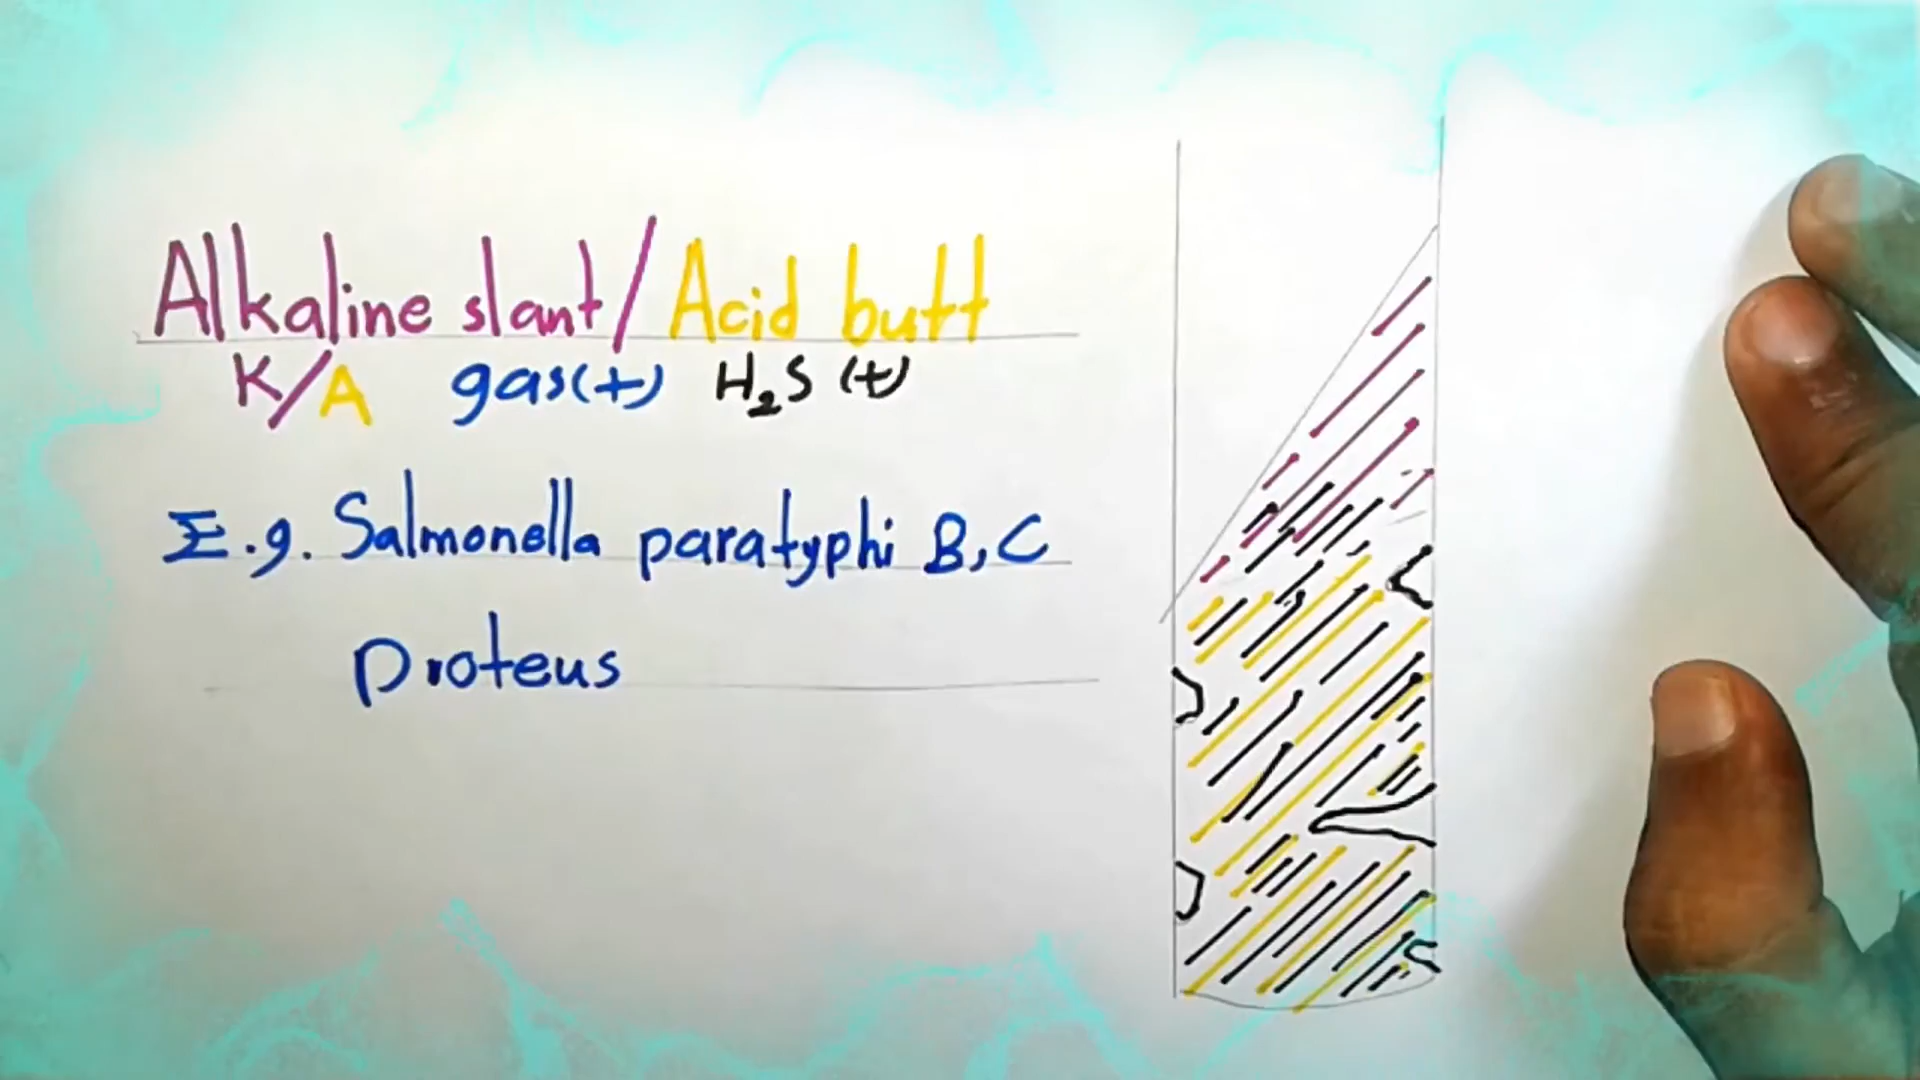 Alkaline slant/Acid butt
K/A gas(+) H₂S (+)
E.g. Salmonella paratyphi B, C
Proteus